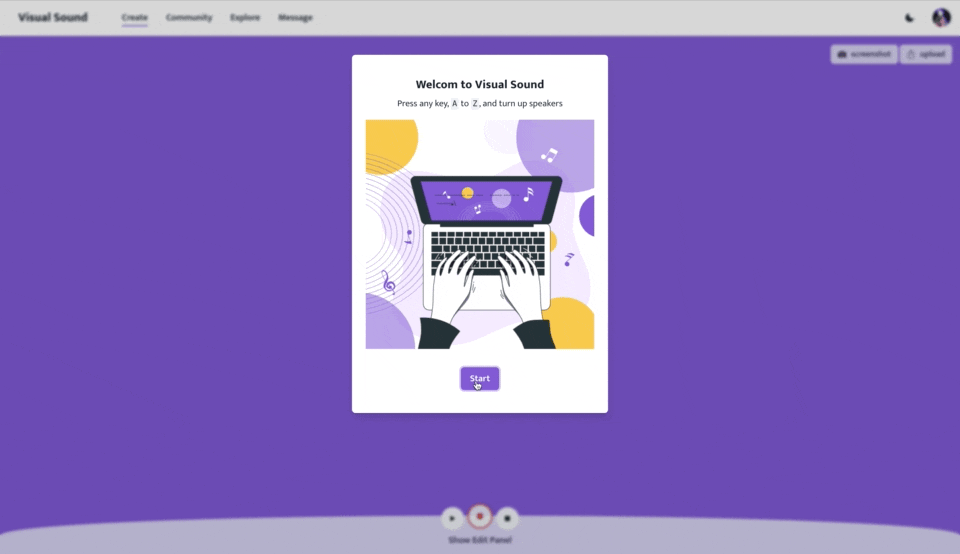 Visual Sound
Create
Community
Explore
Message
screenshot
upload
Welcom to Visual Sound
Press any key, A to Z, and turn up speakers
Start
Show Edit Panel